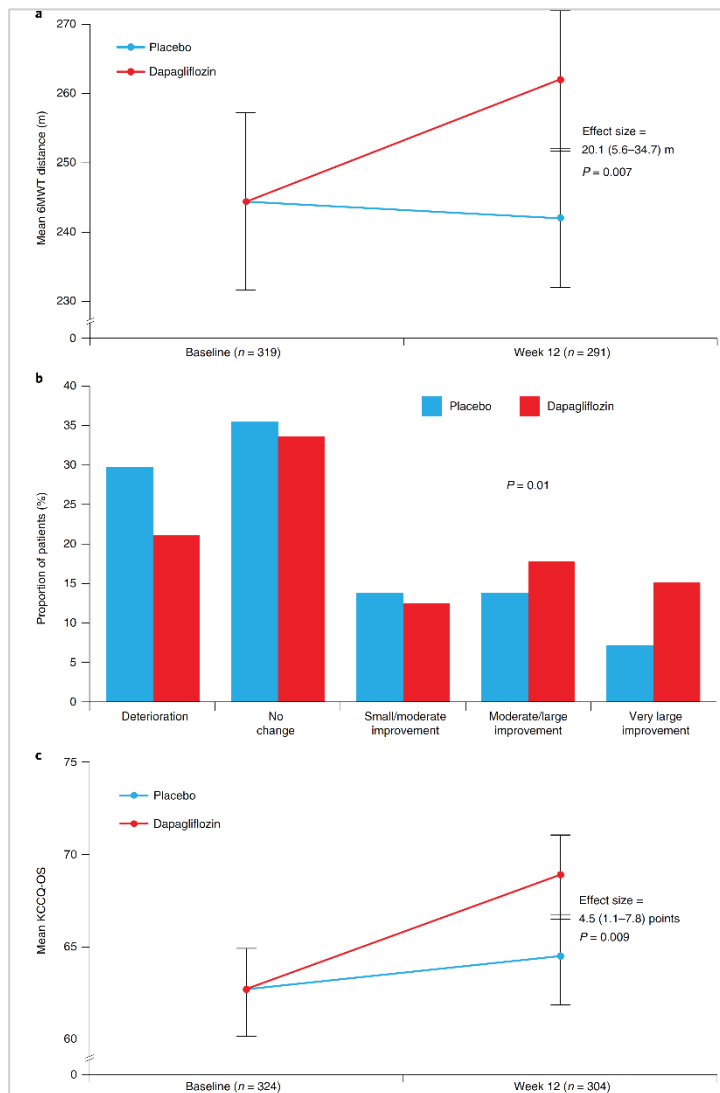 a
270
260
250
240
230
0
Mean 6MWT distance (m)
Placebo
Dapagliflozin
Effect size =
20.1 (5.6–34.7) m
P = 0.007
Baseline (n = 319)
Week 12 (n = 291)
b
40
35
30
25
20
15
10
5
0
Proportion of patients (%)
Placebo
Dapagliflozin
P = 0.01
Deterioration
No
change
Small/moderate
improvement
Moderate/large
improvement
Very large
improvement
c
75
70
65
60
0
Mean KCCQ-OS
Placebo
Dapagliflozin
Effect size =
4.5 (1.1–7.8) points
P = 0.009
Baseline (n = 324)
Week 12 (n = 304)